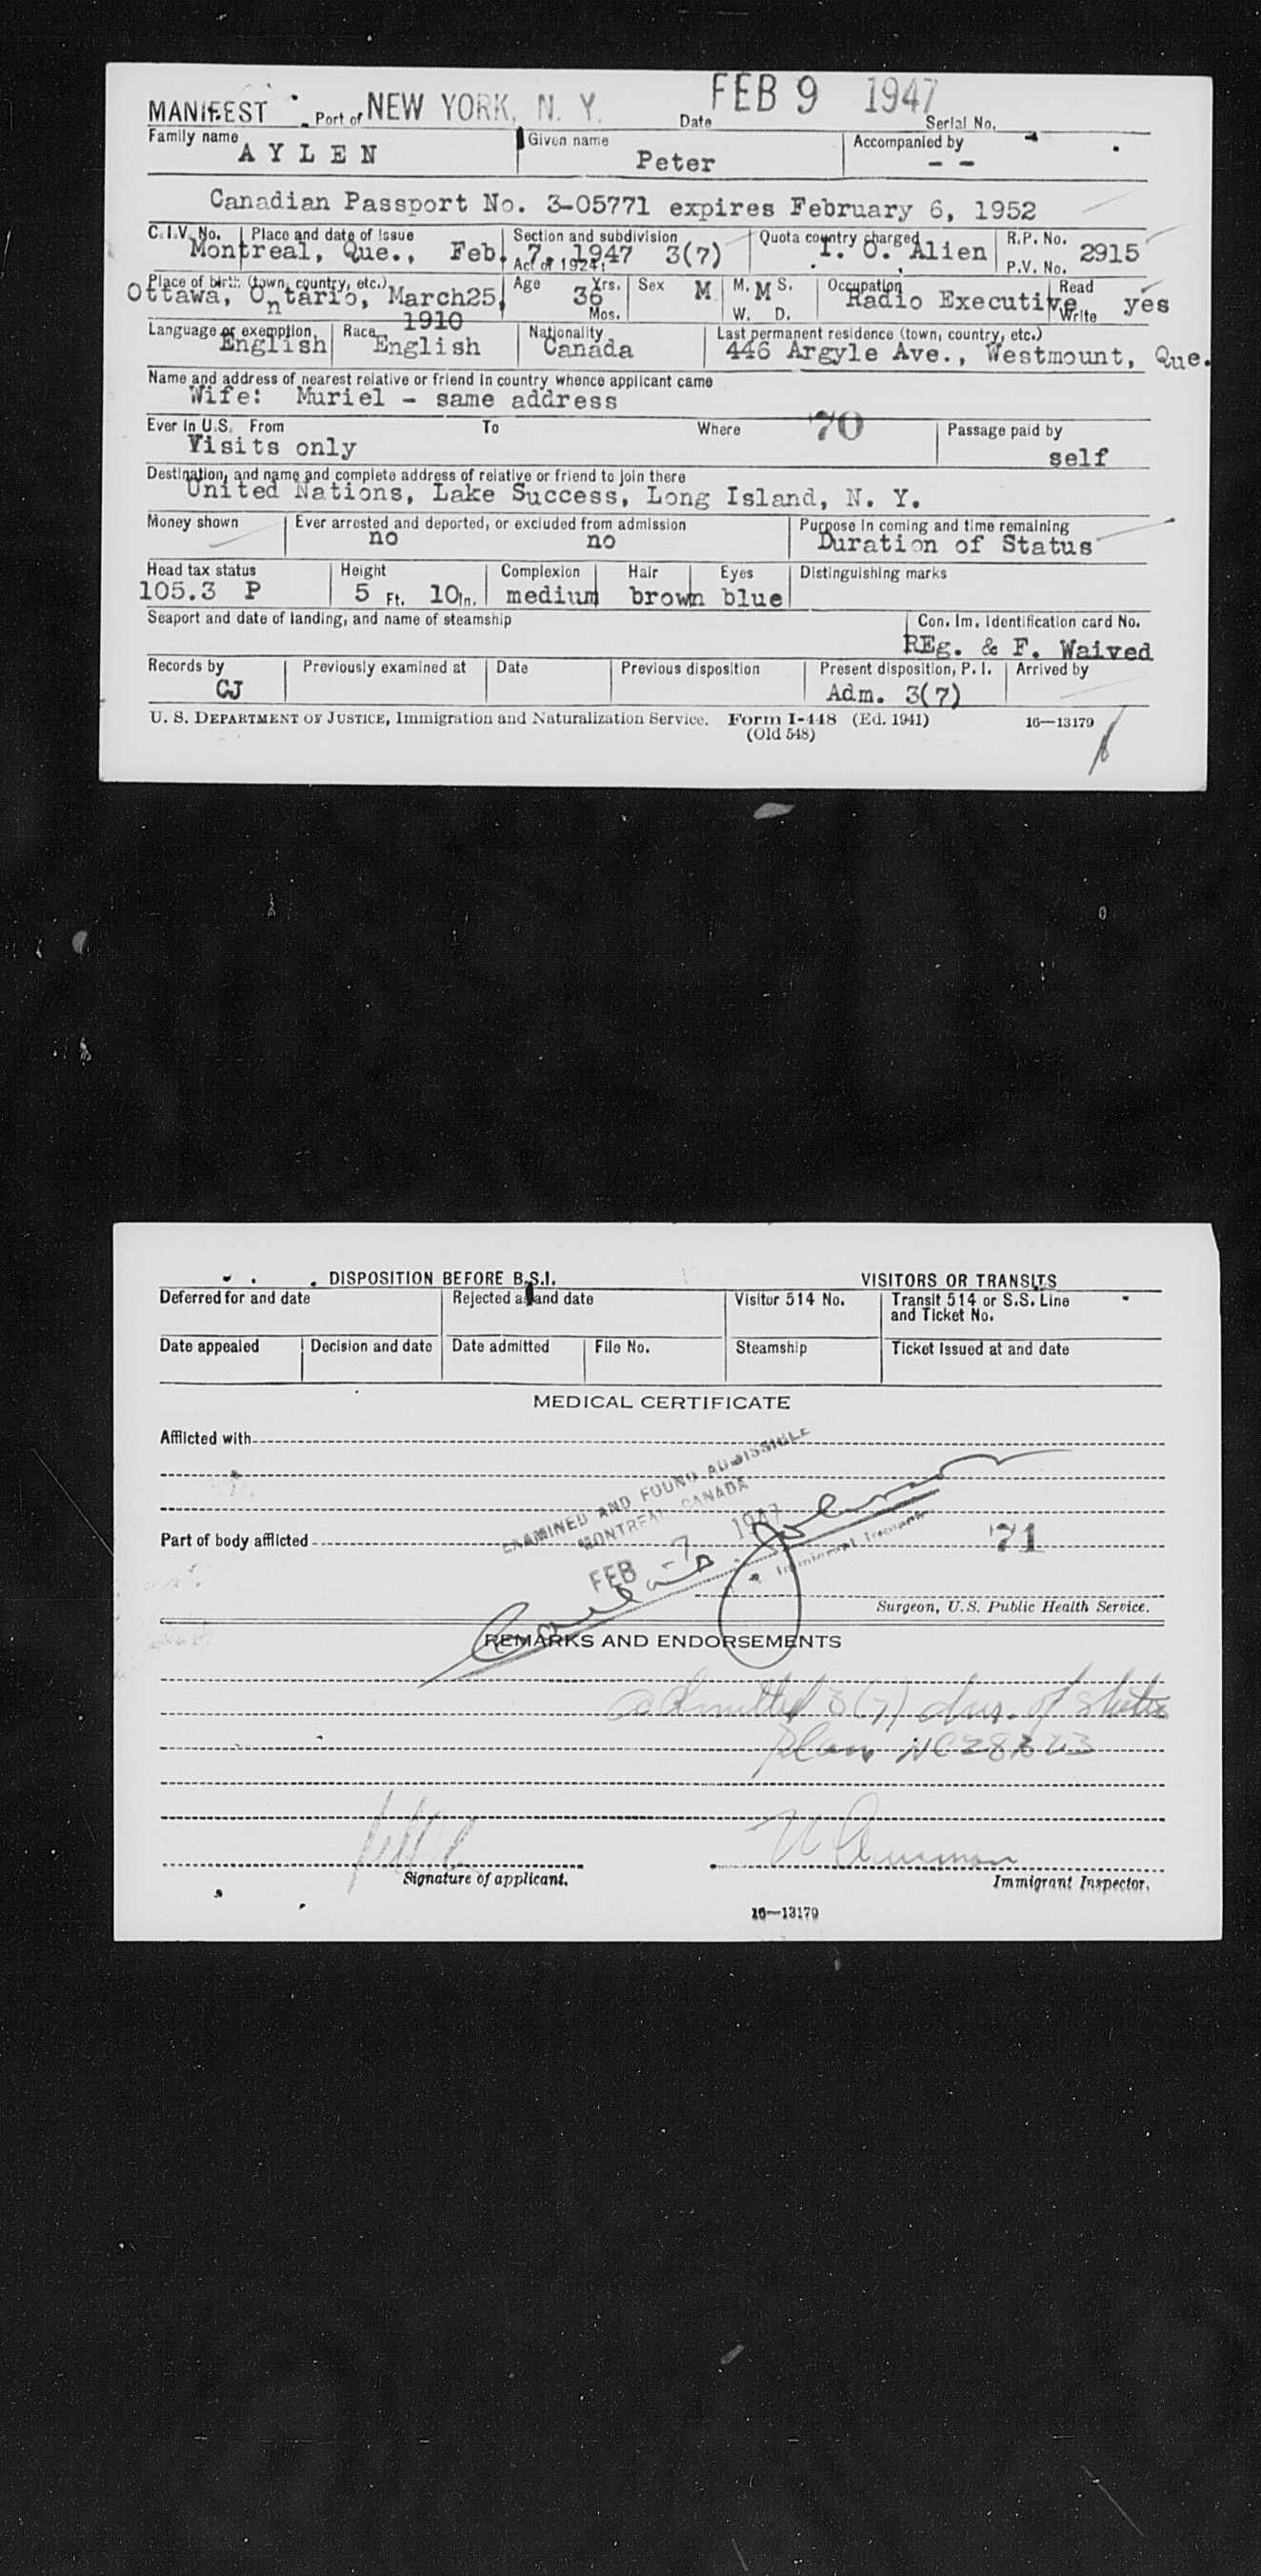 MANIFEST Port of NEW YORK, N. Y. Date FEB 9 1947 Serial No.
Family name AYLEN Given name Peter Accompanied by --
Canadian Passport No. 3-05771 expires February 6, 1952
C.I.V. No. Place and date of issue Section and subdivision Quota country charged R.P. No.
Montreal, Que., Feb. 7, 1947 3(7) I. O. Alien 2915
Act of 1924: P.V. No.
Place of birth (town, country, etc.) Age Yrs. Sex M M. M S. Occupation Read
Ottawa, Ontario, March25, 36 Radio Executive yes
1910 Mos. W. D. Write
Language or exemption Race Nationality Last permanent residence (town, country, etc.)
English English Canada 446 Argyle Ave., Westmount, Que.
Name and address of nearest relative or friend in country whence applicant came
Wife: Muriel - same address
Ever in U.S. From To Where 70 Passage paid by
Visits only self
Destination, and name and complete address of relative or friend to join there
United Nations, Lake Success, Long Island, N. Y.
Money shown Ever arrested and deported, or excluded from admission Purpose in coming and time remaining
no no Duration of Status
Head tax status Height Complexion Hair Eyes Distinguishing marks
105.3 P 5 Ft. 10 In. medium brown blue
Seaport and date of landing, and name of steamship Con. Im. Identification card No.
REg. & F. Waived
Records by Previously examined at Date Previous disposition Present disposition, P. I. Arrived by
CJ Adm. 3(7)
U. S. DEPARTMENT OF JUSTICE, Immigration and Naturalization Service. Form I-448 (Ed. 1941) 16—13179
(Old 548)
DISPOSITION BEFORE B.S.I. VISITORS OR TRANSITS
Deferred for and date Rejected as and date Visitor 514 No. Transit 514 or S.S. Line
and Ticket No.
Date appealed Decision and date Date admitted File No. Steamship Ticket issued at and date
MEDICAL CERTIFICATE
Afflicted with
EXAMINED AND FOUND ADMISSIBLE
MONTREAL CANADA
Part of body afflicted 71
FEB -7 1947
Immigrant Inspector
Surgeon, U.S. Public Health Service.
REMARKS AND ENDORSEMENTS
admitted 3(7) dur. of status
plane
Signature of applicant. Immigrant Inspector.
16—13179